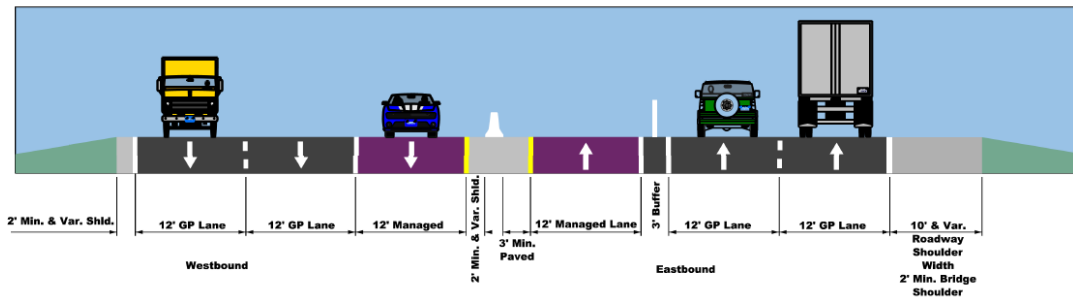 2' Min. & Var. Shld.
12' GP Lane
12' GP Lane
12' Managed
2' Min. & Var. Shld.
3' Min.
Paved
12' Managed Lane
3' Buffer
12' GP Lane
12' GP Lane
10' & Var.
Roadway
Shoulder
Width
2' Min. Bridge
Shoulder
Westbound
Eastbound